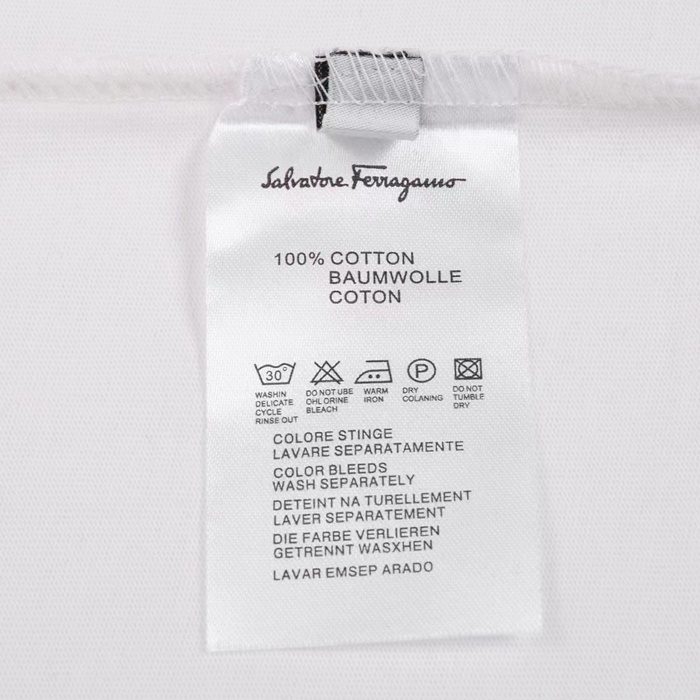 Salvatore Ferragamo
100% COTTON
BAUMWOLLE
COTON
30°
P
WASHIN
DELICATE
CYCLE
RINSE OUT
DO NOT UBE
OHL ORINE
BLEACH
WARM
IRON
DRY
COLANING
DO NOT
TUMBLE
DRY
COLORE STINGE
LAVARE SEPARATAMENTE
COLOR BLEEDS
WASH SEPARATELY
DETEINT NA TURELLEMENT
LAVER SEPARATEMENT
DIE FARBE VERLIEREN
GETRENNT WASXHEN
LAVAR EMSEP ARADO